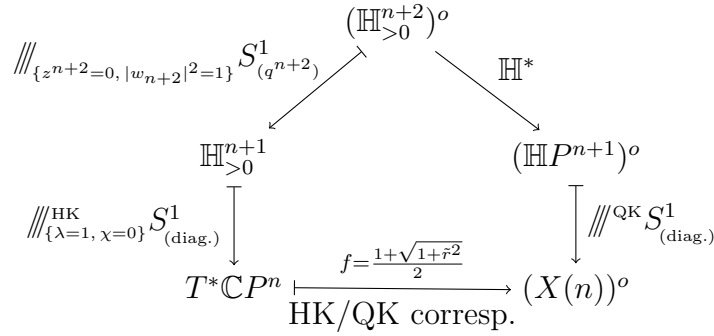 (ℍ^{n+2}_{>0})^o
⫻_{\{z^{n+2}=0, |w_{n+2}|^2=1\}} S^1_{(q^{n+2})}
ℍ^*
ℍ^{n+1}_{>0}
(ℍP^{n+1})^o
⫻^{HK}_{\{λ=1, χ=0\}} S^1_{(diag.)}
⫻^{QK} S^1_{(diag.)}
f=\frac{1+\sqrt{1+\tilde{r}^2}}{2}
T^*ℂP^n
(X(n))^o
HK/QK corresp.